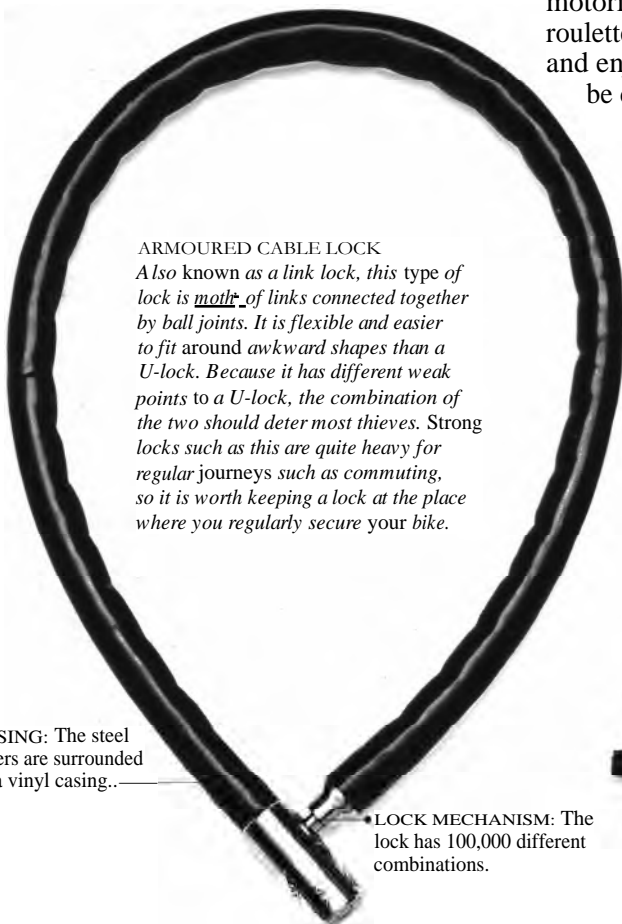 motori
roulette
and en
be
ARMOURED CABLE LOCK
Also known as a link lock, this type of
lock is moth of links connected together
by ball joints. It is flexible and easier
to fit around awkward shapes than a
U-lock. Because it has different weak
points to a U-lock, the combination of
the two should deter most thieves. Strong
locks such as this are quite heavy for
regular journeys such as commuting,
so it is worth keeping a lock at the place
where you regularly secure your bike.
SING: The steel
ers are surrounded
a vinyl casing..
LOCK MECHANISM: The
lock has 100,000 different
combinations.